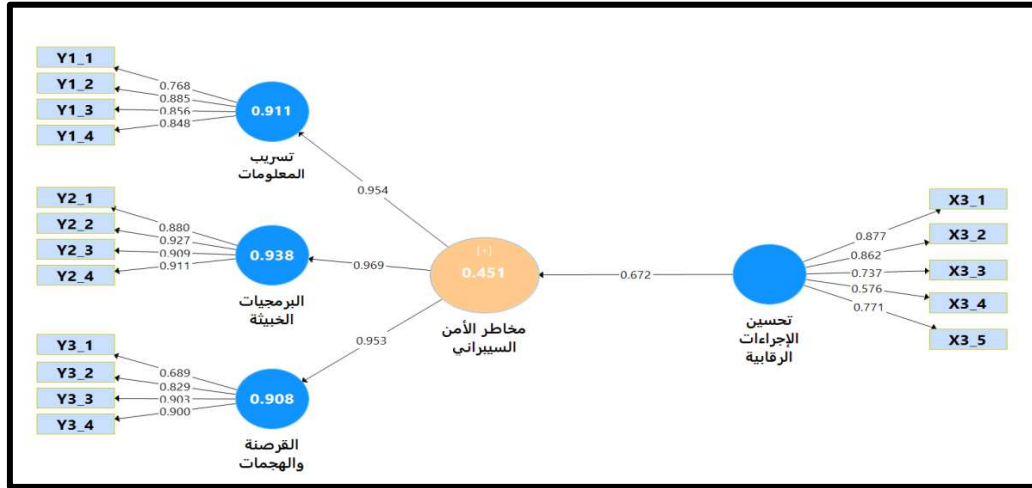 Y1_1
Y1_2
Y1_3
Y1_4
0.768
0.885
0.856
0.848
0.911
تسريب
المعلومات
0.954
Y2_1
Y2_2
Y2_3
Y2_4
0.880
0.927
0.909
0.911
0.938
البرمجيات
الخبيثة
0.969
Y3_1
Y3_2
Y3_3
Y3_4
0.689
0.829
0.903
0.900
0.908
القرصنة
والهجمات
0.953
[+]
0.451
مخاطر الأمن
السيبراني
0.672
تحسين
الإجراءات
الرقابية
0.877
0.862
0.737
0.576
0.771
X3_1
X3_2
X3_3
X3_4
X3_5